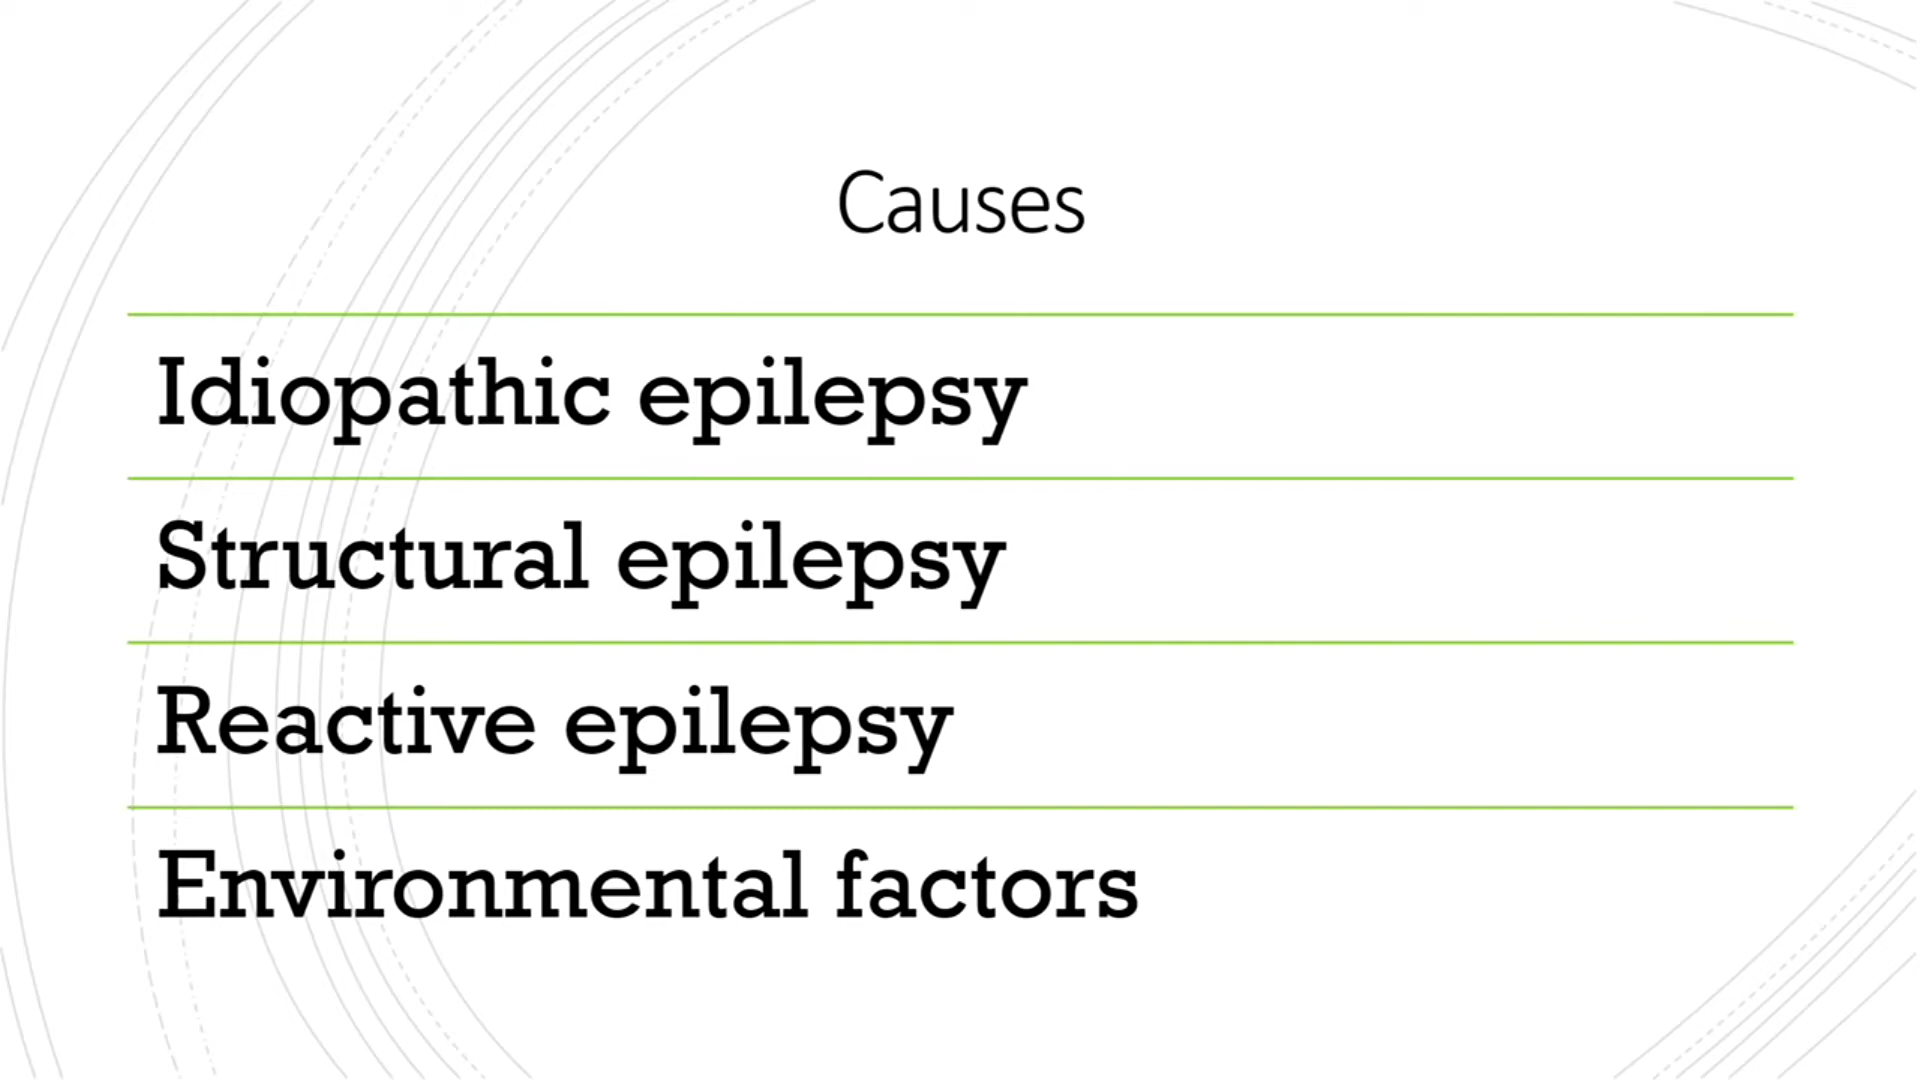 Causes
Idiopathic epilepsy
Structural epilepsy
Reactive epilepsy
Environmental factors